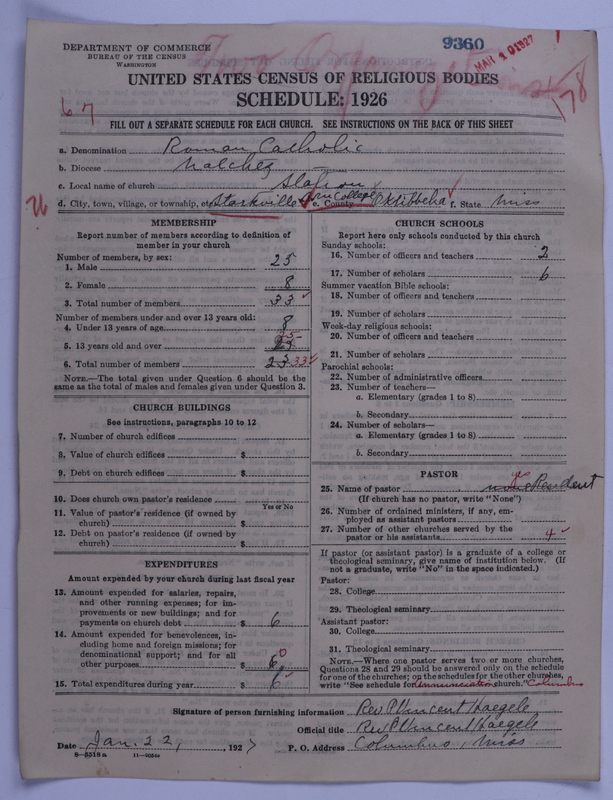 9360
MAR 10 1927
DEPARTMENT OF COMMERCE
BUREAU OF THE CENSUS
WASHINGTON
UNITED STATES CENSUS OF RELIGIOUS BODIES
SCHEDULE: 1926
178
67
FILL OUT A SEPARATE SCHEDULE FOR EACH CHURCH. SEE INSTRUCTIONS ON THE BACK OF THIS SHEET
a. Denomination Roman Catholic
b. Diocese Natchez
c. Local name of church Station
d. City, town, village, or township, etc. Starkville e. County Oktibbeha f. State Miss
MEMBERSHIP
Report number of members according to definition of member in your church
Number of members, by sex:
1. Male 25
2. Female 8
3. Total number of members 33
Number of members under and over 13 years old:
4. Under 13 years of age 8
5. 13 years old and over 25
6. Total number of members 33
NOTE.—The total given under Question 6 should be the
same as the total of males and females given under Question 3.
CHURCH BUILDINGS
See instructions, paragraphs 10 to 12
7. Number of church edifices
8. Value of church edifices $
9. Debt on church edifices $
10. Does church own pastor's residence
Yes or No
11. Value of pastor's residence (if owned by
church) $
12. Debt on pastor's residence (if owned by
church) $
EXPENDITURES
Amount expended by your church during last fiscal year
13. Amount expended for salaries, repairs,
and other running expenses; for im-
provements or new buildings; and for
payments on church debt $ 6
14. Amount expended for benevolences, in-
cluding home and foreign missions; for
denominational support; and for all
other purposes $ 0
15. Total expenditures during year $ 6
CHURCH SCHOOLS
Report here only schools conducted by this church
Sunday schools:
16. Number of officers and teachers 2
17. Number of scholars 6
Summer vacation Bible schools:
18. Number of officers and teachers
19. Number of scholars
Week-day religious schools:
20. Number of officers and teachers
21. Number of scholars
Parochial schools:
22. Number of administrative officers
23. Number of teachers—
a. Elementary (grades 1 to 8)
b. Secondary
24. Number of scholars—
a. Elementary (grades 1 to 8)
b. Secondary
PASTOR
25. Name of pastor
(If church has no pastor, write "None")
26. Number of ordained ministers, if any, em-
ployed as assistant pastors
27. Number of other churches served by the
pastor or his assistants 4
If pastor (or assistant pastor) is a graduate of a college or
theological seminary, give name of institution below. (If
not a graduate, write "No" in the space indicated.)
Pastor:
28. College
29. Theological seminary
Assistant pastor:
30. College
31. Theological seminary
NOTE.—Where one pastor serves two or more churches,
Questions 28 and 29 should be answered only on the schedule
for one of the churches; on the schedules for the other churches,
write "See schedule for Annunciation church." Columbus
Signature of person furnishing information Rev P Vincent Haegele
Official title Rev P Vincent Haegele
Date Jan. 22, 1927 P. O. Address Columbus, Miss
8—5518a 11—9054a